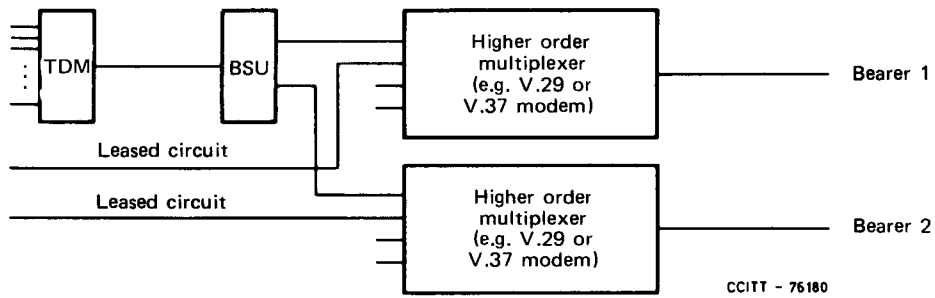 TDM
BSU
Higher order
multiplexer
(e.g. V.29 or
V.37 modem)
Bearer 1
Leased circuit
Leased circuit
Higher order
multiplexer
(e.g. V.29 or
V.37 modem)
Bearer 2
CCITT - 76180